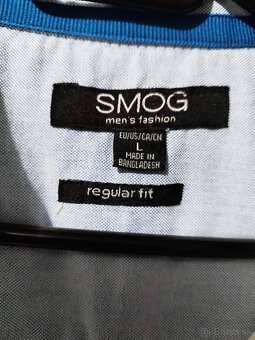 SMOG
men's fashion
EU/US/CA/CN
L
MADE IN
BANGLADESH
regular fit